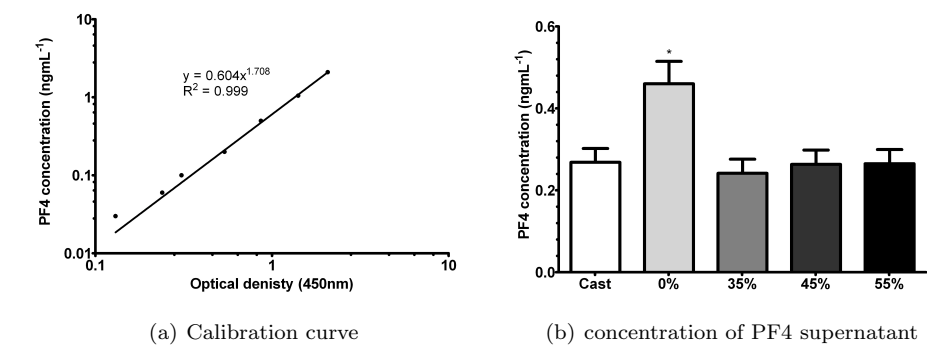 10
1
0.1
0.01
PF4 concentration (ngmL⁻¹)
y = 0.604x¹·⁷⁰⁸
R² = 0.999
0.1 1 10
Optical denisty (450nm)
(a) Calibration curve
0.6
0.4
0.2
0.0
PF4 concentration (ngmL⁻¹)
*
Cast 0% 35% 45% 55%
(b) concentration of PF4 supernatant